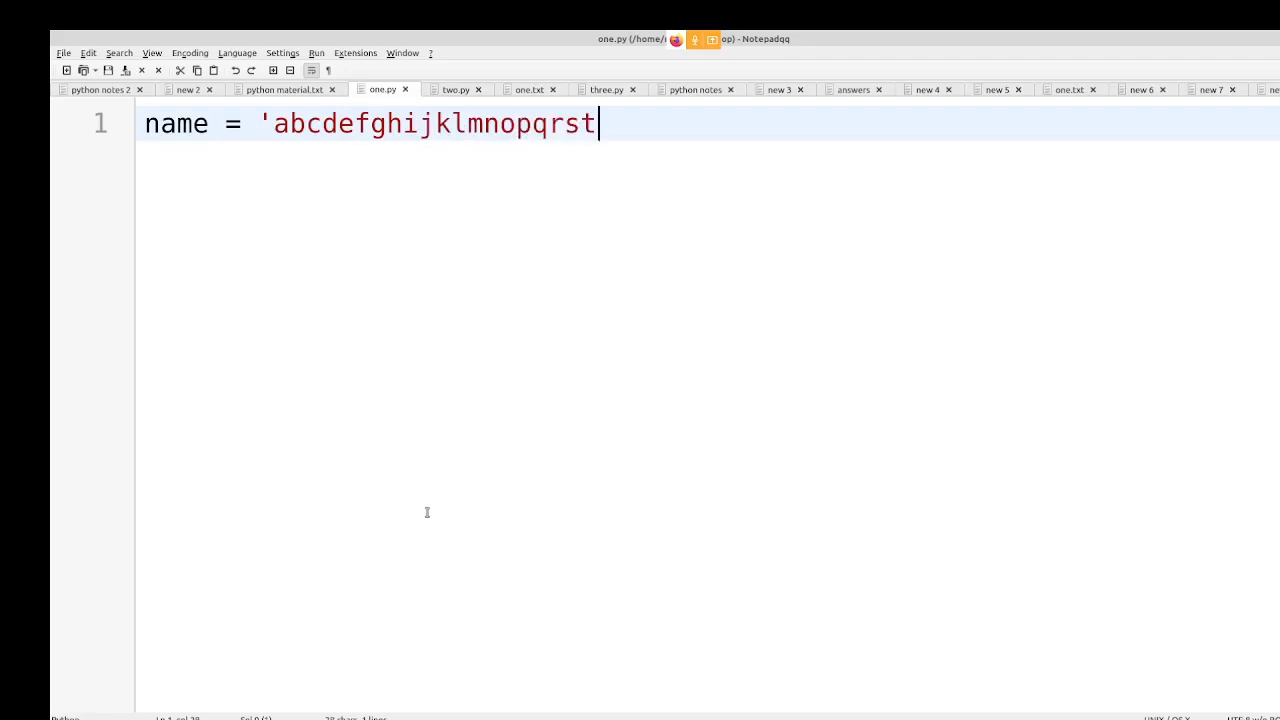 one.py (/home/ op) - Notepadqq
File Edit Search View Encoding Language Settings Run Extensions Window ?
python notes 2 new 2 python material.txt one.py two.py one.txt three.py python notes new 3 answers new 4 new 5 one.txt new 6 new 7
1 name = 'abcdefghijklmnopqrst